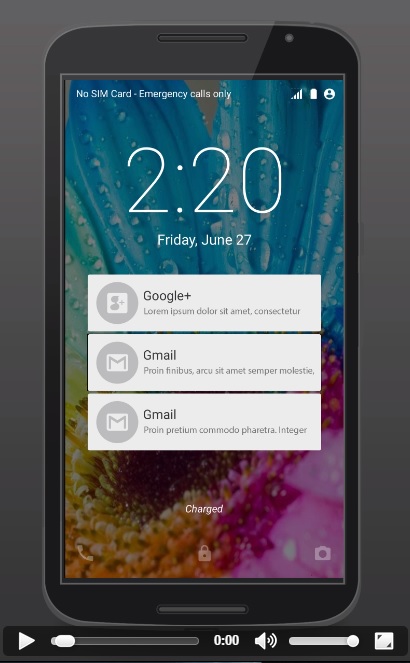 No SIM Card - Emergency calls only
2:20
Friday, June 27
Google+
Lorem ipsum dolor sit amet, consectetur
Gmail
Proin finibus, arcu sit amet semper molestie,
Gmail
Proin pretium commodo pharetra. Integer
Charged
0:00